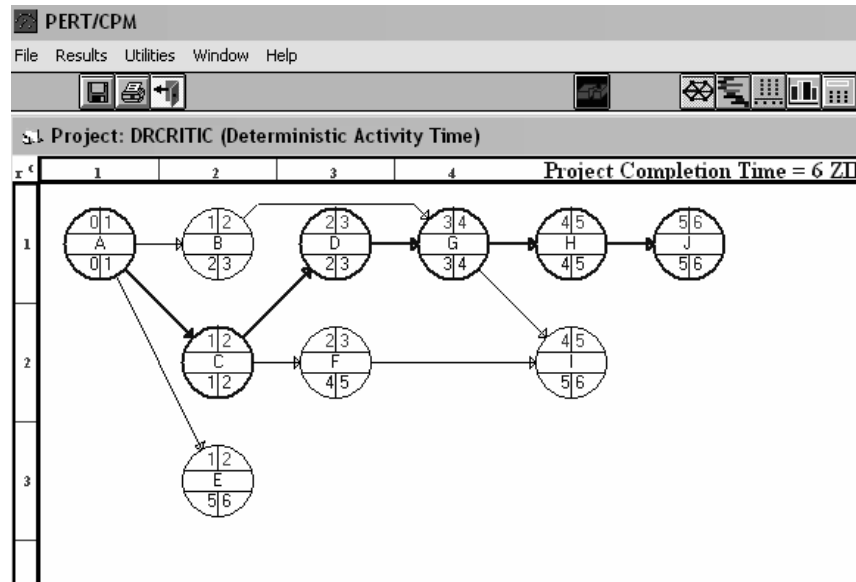 PERT/CPM
File Results Utilities Window Help
Project: DRCRITIC (Deterministic Activity Time)
r c 1 2 3 4 Project Completion Time = 6
1
0 1
A
0 1
1 2
B
2 3
2 3
D
2 3
3 4
G
3 4
4 5
H
4 5
5 6
J
5 6
2
1 2
C
1 2
2 3
F
4 5
4 5
I
5 6
3
1 2
E
5 6